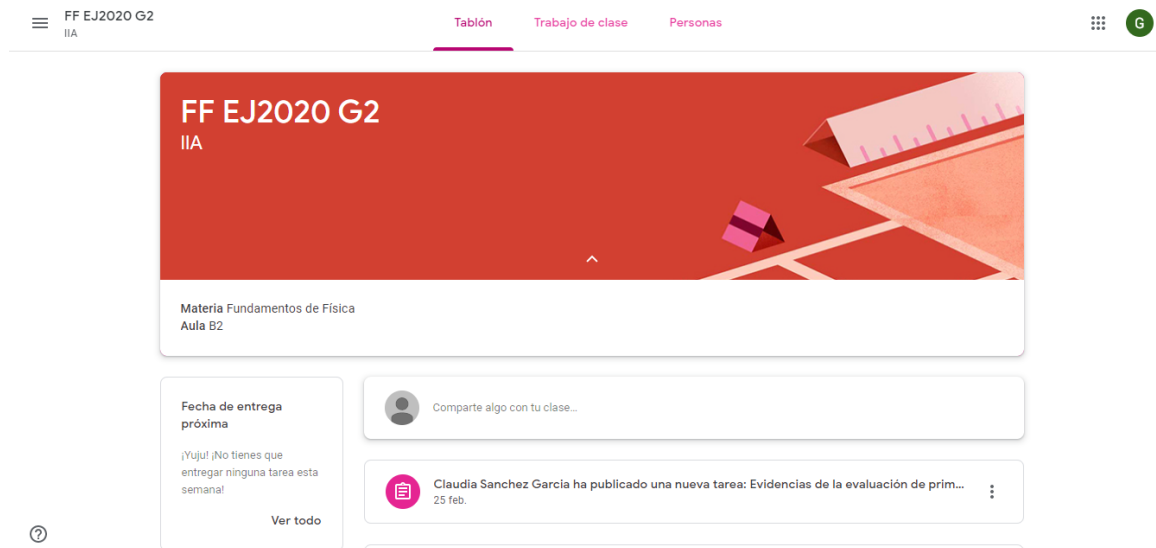 FF EJ2020 G2
IIA
Tablón
Trabajo de clase
Personas
G
FF EJ2020 G2
IIA
Materia Fundamentos de Física
Aula B2
Fecha de entrega
próxima
¡Yuju! ¡No tienes que
entregar ninguna tarea esta
semana!
Ver todo
Comparte algo con tu clase...
Claudia Sanchez Garcia ha publicado una nueva tarea: Evidencias de la evaluación de prim...
25 feb.
?